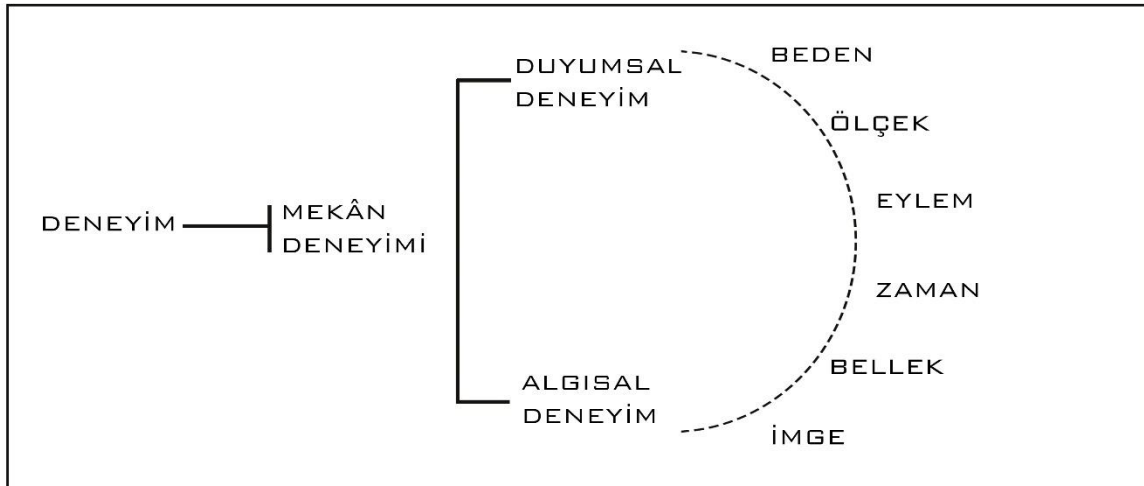 DENEYİM
MEKÂN
DENEYİMİ
DUYUMSAL
DENEYİM
ALGISAL
DENEYİM
BEDEN
ÖLÇEK
EYLEM
ZAMAN
BELLEK
İMGE